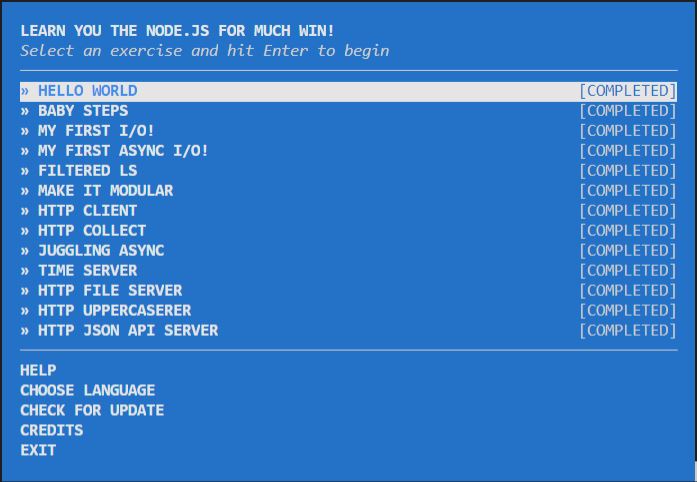 LEARN YOU THE NODE.JS FOR MUCH WIN!
Select an exercise and hit Enter to begin
» HELLO WORLD [COMPLETED]
» BABY STEPS [COMPLETED]
» MY FIRST I/O! [COMPLETED]
» MY FIRST ASYNC I/O! [COMPLETED]
» FILTERED LS [COMPLETED]
» MAKE IT MODULAR [COMPLETED]
» HTTP CLIENT [COMPLETED]
» HTTP COLLECT [COMPLETED]
» JUGGLING ASYNC [COMPLETED]
» TIME SERVER [COMPLETED]
» HTTP FILE SERVER [COMPLETED]
» HTTP UPPERCASERER [COMPLETED]
» HTTP JSON API SERVER [COMPLETED]
HELP
CHOOSE LANGUAGE
CHECK FOR UPDATE
CREDITS
EXIT